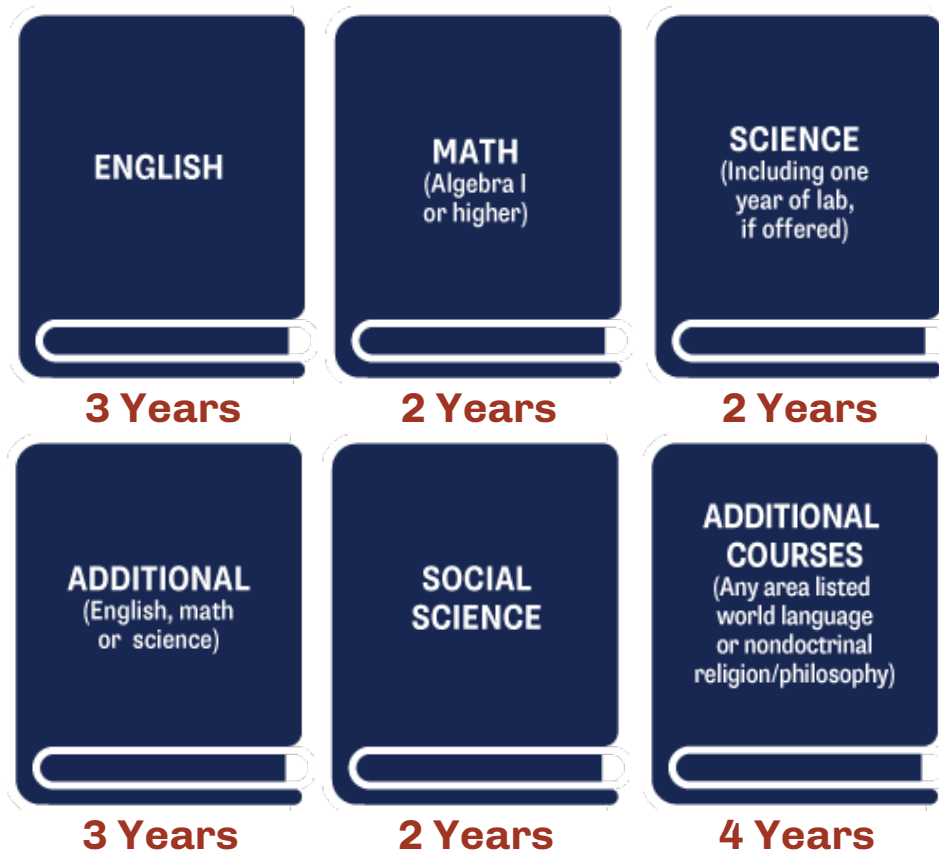 ENGLISH
MATH
(Algebra I
or higher)
SCIENCE
(Including one
year of lab,
if offered)
3 Years
2 Years
2 Years
ADDITIONAL
(English, math
or science)
SOCIAL
SCIENCE
ADDITIONAL
COURSES
(Any area listed
world language
or nondoctrinal
religion/philosophy)
3 Years
2 Years
4 Years